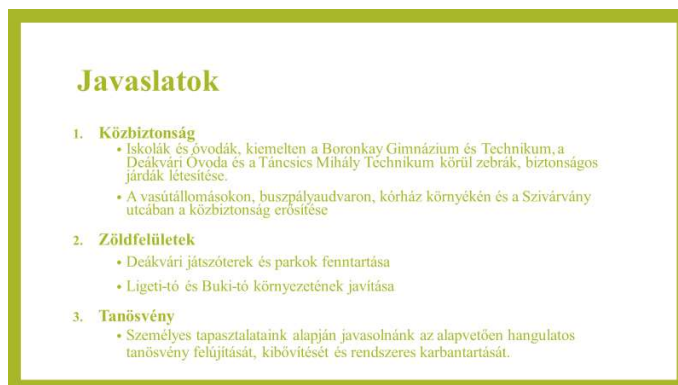 Javaslatok
1. Közbiztonság
• Iskolák és óvodák, kiemelten a Boronkay Gimnázium és Technikum, a
Deákvári Óvoda és a Táncsics Mihály Technikum körül zebrák, biztonságos
járdák létesítése.
• A vasútállomásokon, buszpályaudvaron, kórház környékén és a Szivárvány
utcában a közbiztonság erősítése
2. Zöldfelületek
• Deákvári játszóterek és parkok fenntartása
• Ligeti-tó és Buki-tó környezetének javítása
3. Tanösvény
• Személyes tapasztalataink alapján javasolnánk az alapvetően hangulatos
tanösvény felújítását, kibővítését és rendszeres karbantartását.